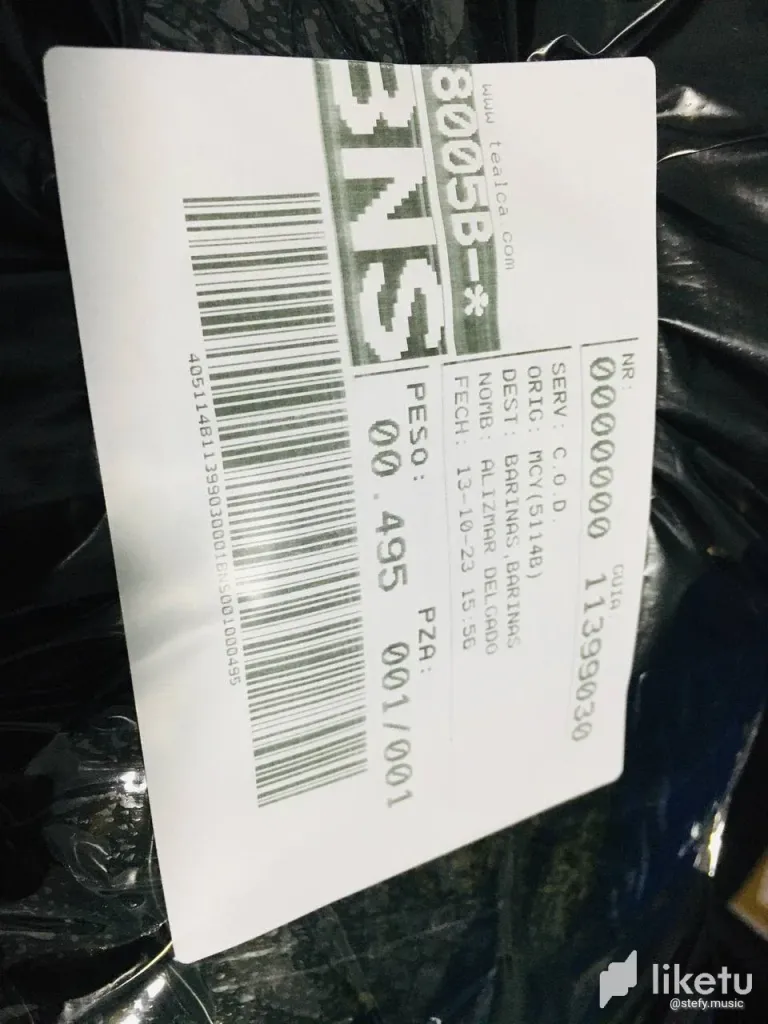 www tealca.com
8005B-*
BNS
NR:
GUIA
0000000 11399030
SERV: C.O.D.
ORIG: MCY(5114B)
DEST: BARINAS,BARINAS
NOMB: ALIZMAR DELGADO
FECH: 13-10-23 15:56
PESO:
PZA:
00.495 001/001
405114B11399030001BNS001000495
liketu
@stefy.music